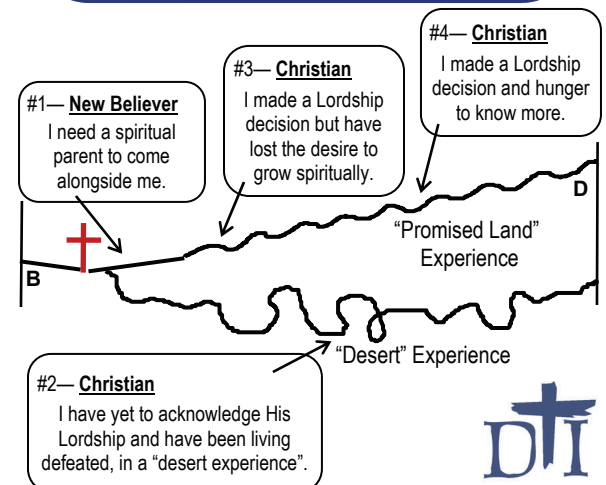 #4— Christian
I made a Lordship
decision and hunger
to know more.
#3— Christian
I made a Lordship
decision but have
lost the desire to
grow spiritually.
#1— New Believer
I need a spiritual
parent to come
alongside me.
B
D
“Promised Land”
Experience
“Desert” Experience
#2— Christian
I have yet to acknowledge His
Lordship and have been living
defeated, in a “desert experience”.
DTI